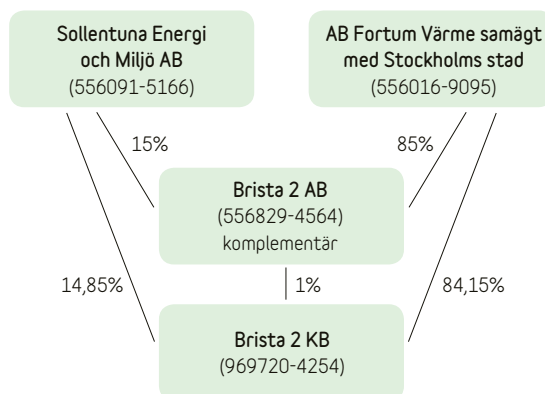 Sollentuna Energi
och Miljö AB
(556091-5166)
AB Fortum Värme samägt
med Stockholms stad
(556016-9095)
15%
85%
Brista 2 AB
(556829-4564)
komplementär
14,85%
1%
84,15%
Brista 2 KB
(969720-4254)